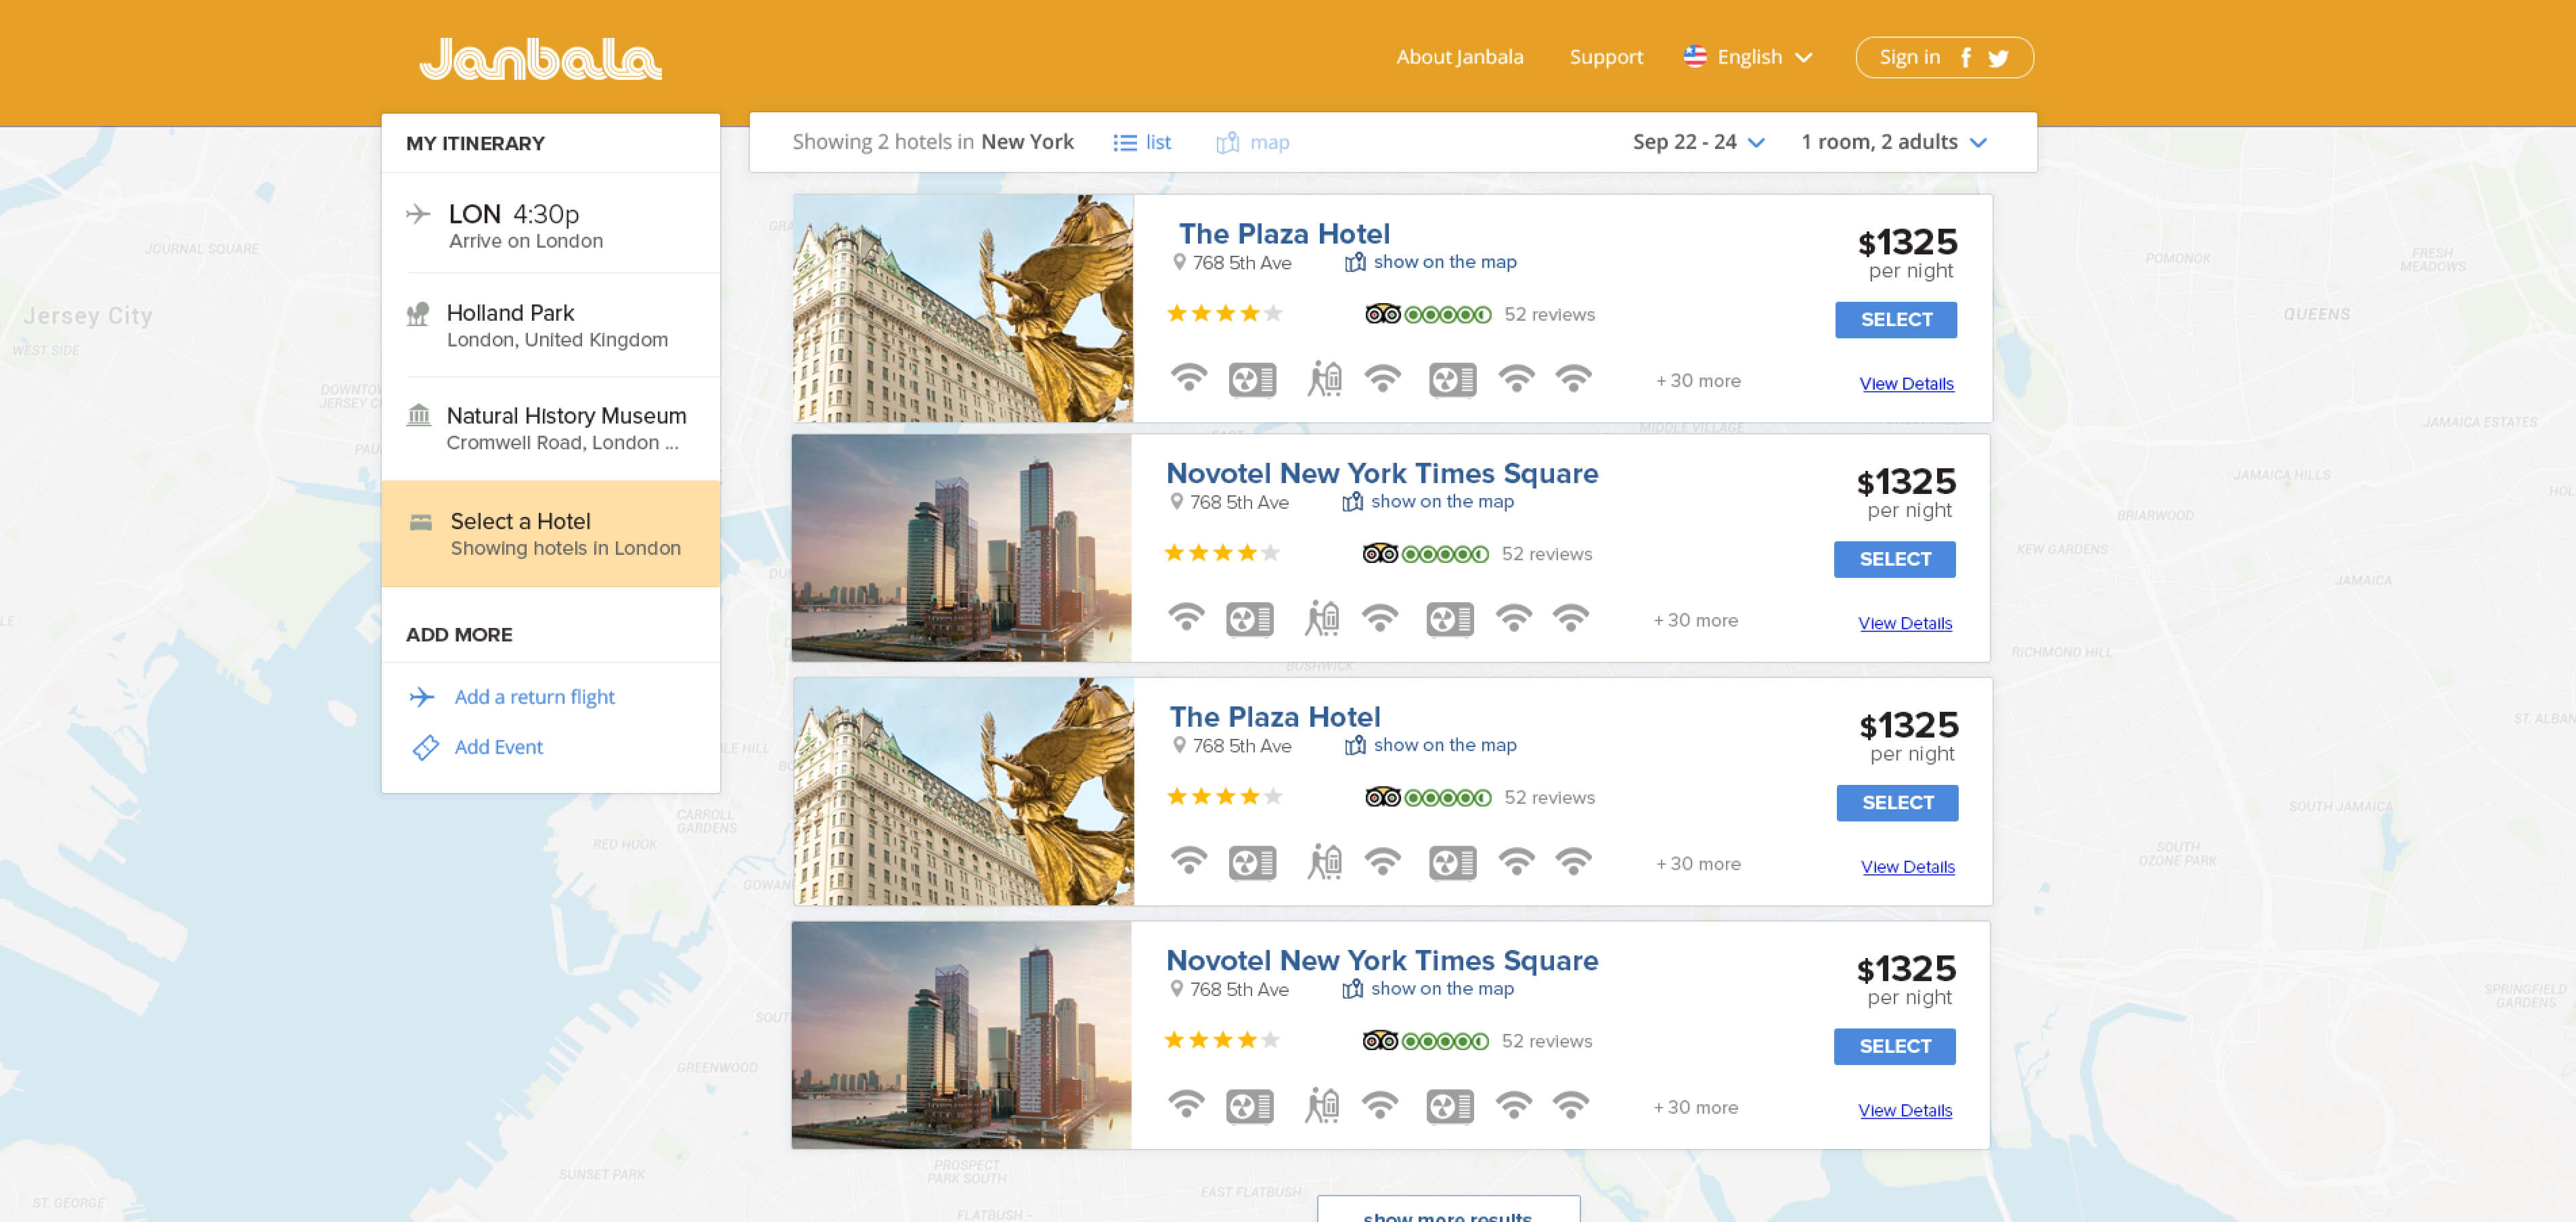 Janbala
About Janbala Support English Sign in
MY ITINERARY
LON 4:30p
Arrive on London
Holland Park
London, United Kingdom
Natural History Museum
Cromwell Road, London ...
Select a Hotel
Showing hotels in London
ADD MORE
Add a return flight
Add Event
Showing 2 hotels in New York list map Sep 22 - 24 1 room, 2 adults
The Plaza Hotel
768 5th Ave show on the map
52 reviews
+ 30 more
$1325
per night
SELECT
View Details
Novotel New York Times Square
768 5th Ave show on the map
52 reviews
+ 30 more
$1325
per night
SELECT
View Details
The Plaza Hotel
768 5th Ave show on the map
52 reviews
+ 30 more
$1325
per night
SELECT
View Details
Novotel New York Times Square
768 5th Ave show on the map
52 reviews
+ 30 more
$1325
per night
SELECT
View Details
show more results
JOURNAL SQUARE
Jersey City
WEST SIDE
CARROLL
GARDENS
RED HOOK
GREENWOOD
SUNSET PARK
ST. GEORGE
PROSPECT
PARK SOUTH
EAST FLATBUSH
FLATBUSH -
BUSHWICK
MIDDLE VILLAGE
POMONOK
FRESH
MEADOWS
QUEENS
JAMAICA ESTATES
JAMAICA HILLS
BRIARWOOD
KEW GARDENS
JAMAICA
RICHMOND HILL
SOUTH JAMAICA
SOUTH
OZONE PARK
SPRINGFIELD
GARDENS